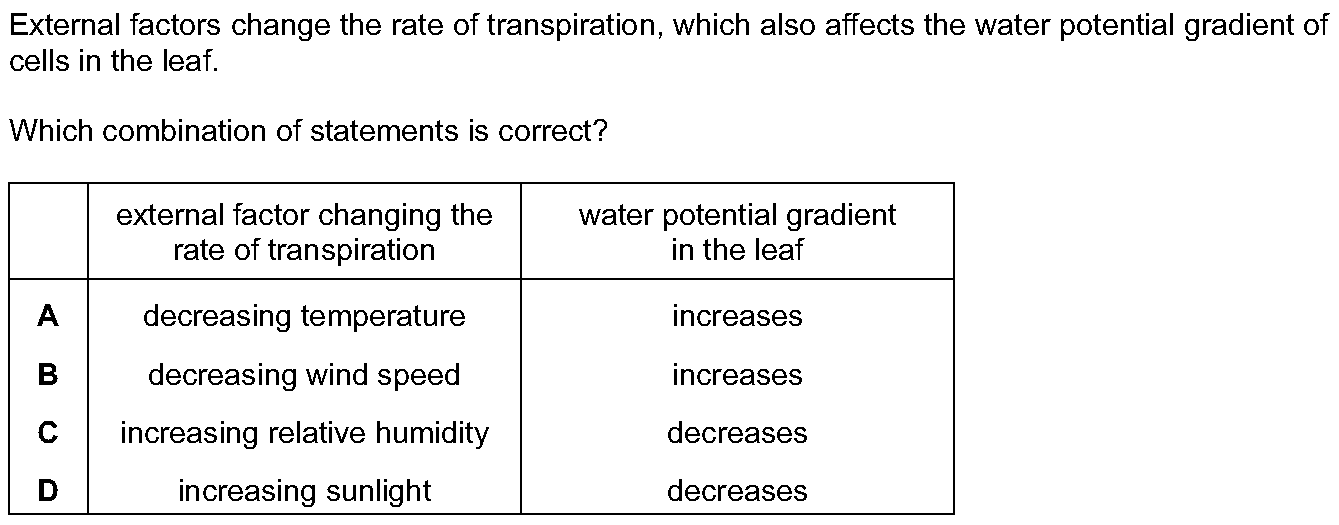 External factors change the rate of transpiration, which also affects the water potential gradient of
cells in the leaf.
Which combination of statements is correct?
external factor changing the
rate of transpiration
water potential gradient
in the leaf
A decreasing temperature increases
B decreasing wind speed increases
C increasing relative humidity decreases
D increasing sunlight decreases